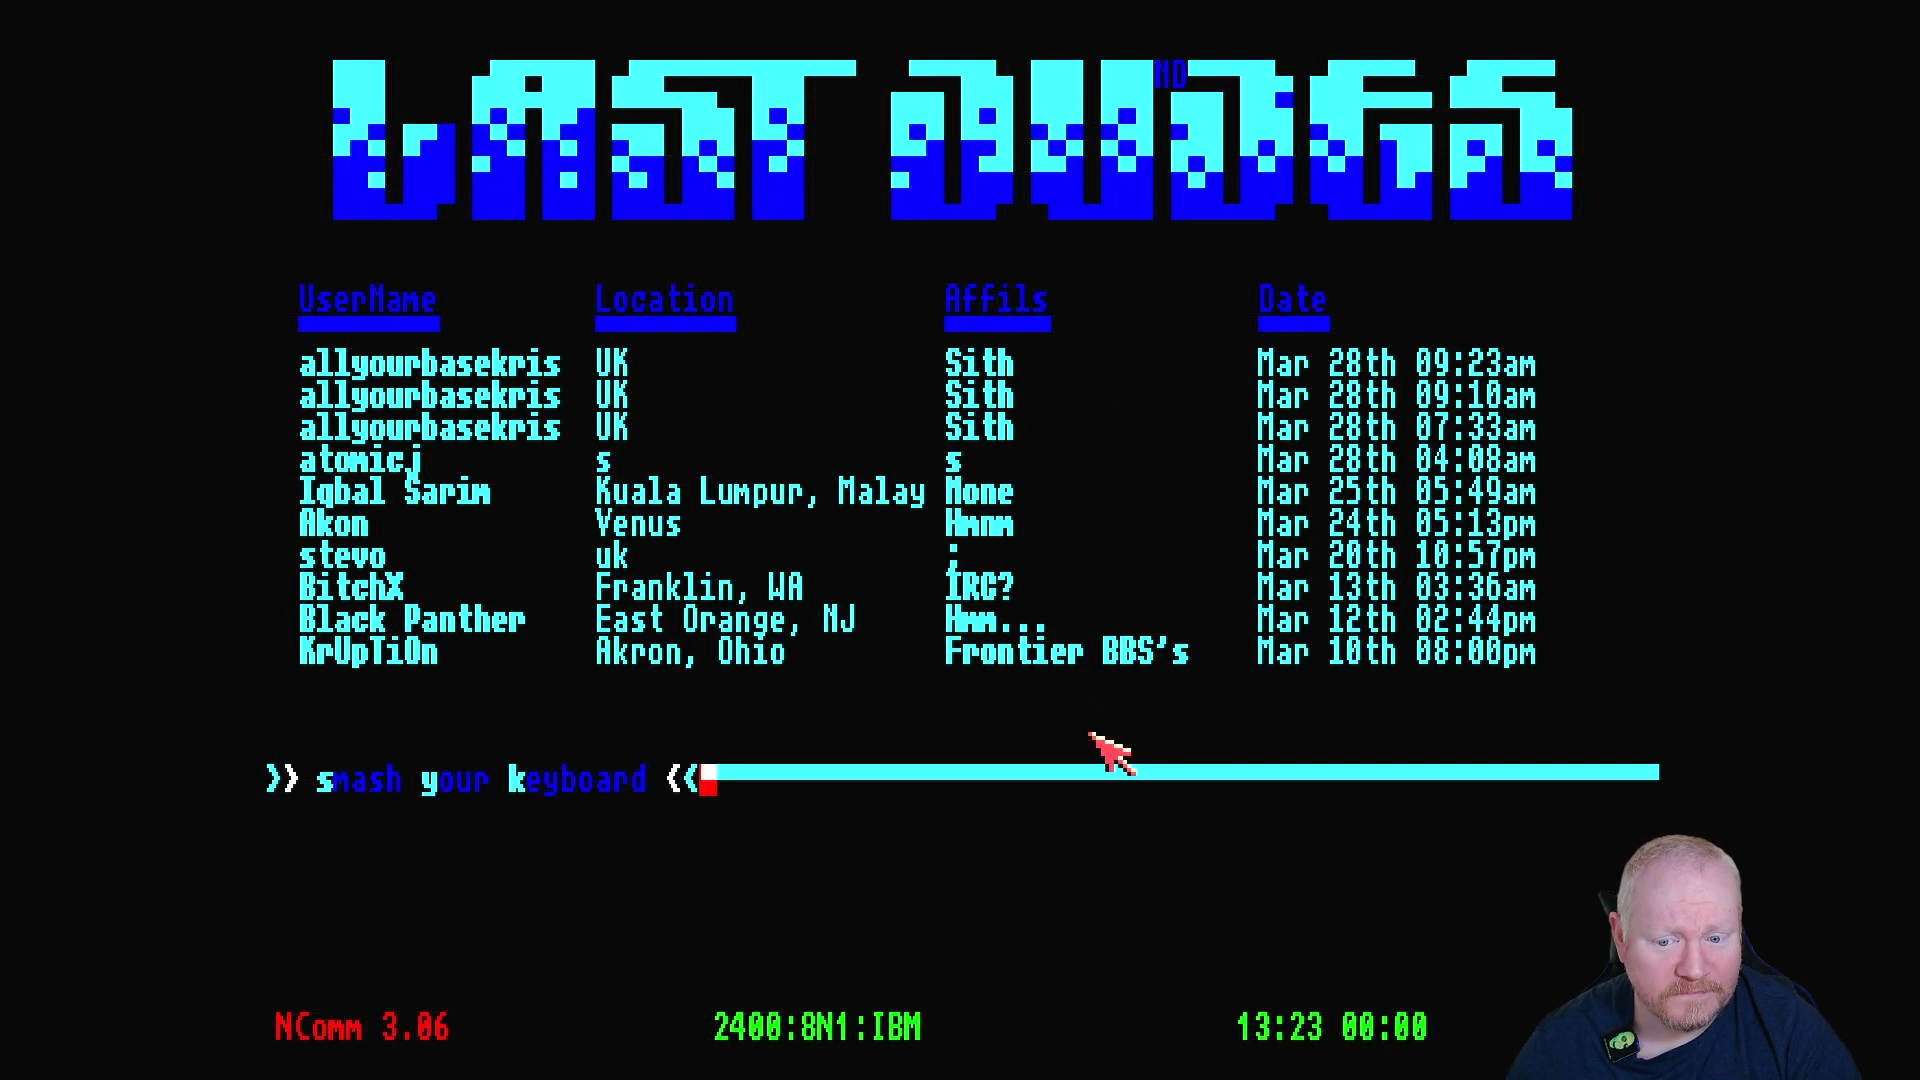 LAST DUDES
MD
UserName Location Affils Date
allyourbasekris UK Sith Mar 28th 09:23am
allyourbasekris UK Sith Mar 28th 09:10am
allyourbasekris UK Sith Mar 28th 07:33am
atomicj s s Mar 28th 04:08am
Iqbal Sarim Kuala Lumpur, Malay None Mar 25th 05:49am
Akon Venus Hmnm Mar 24th 05:13pm
stevo uk ; Mar 20th 10:57pm
BitchX Franklin, WA IRC? Mar 13th 03:36am
Black Panther East Orange, NJ Hmm... Mar 12th 02:44pm
KrUpTiOn Akron, Ohio Frontier BBS's Mar 10th 08:00pm
》》 smash your keyboard 《《
NComm 3.06 2400:8N1:IBM 13:23 00:00